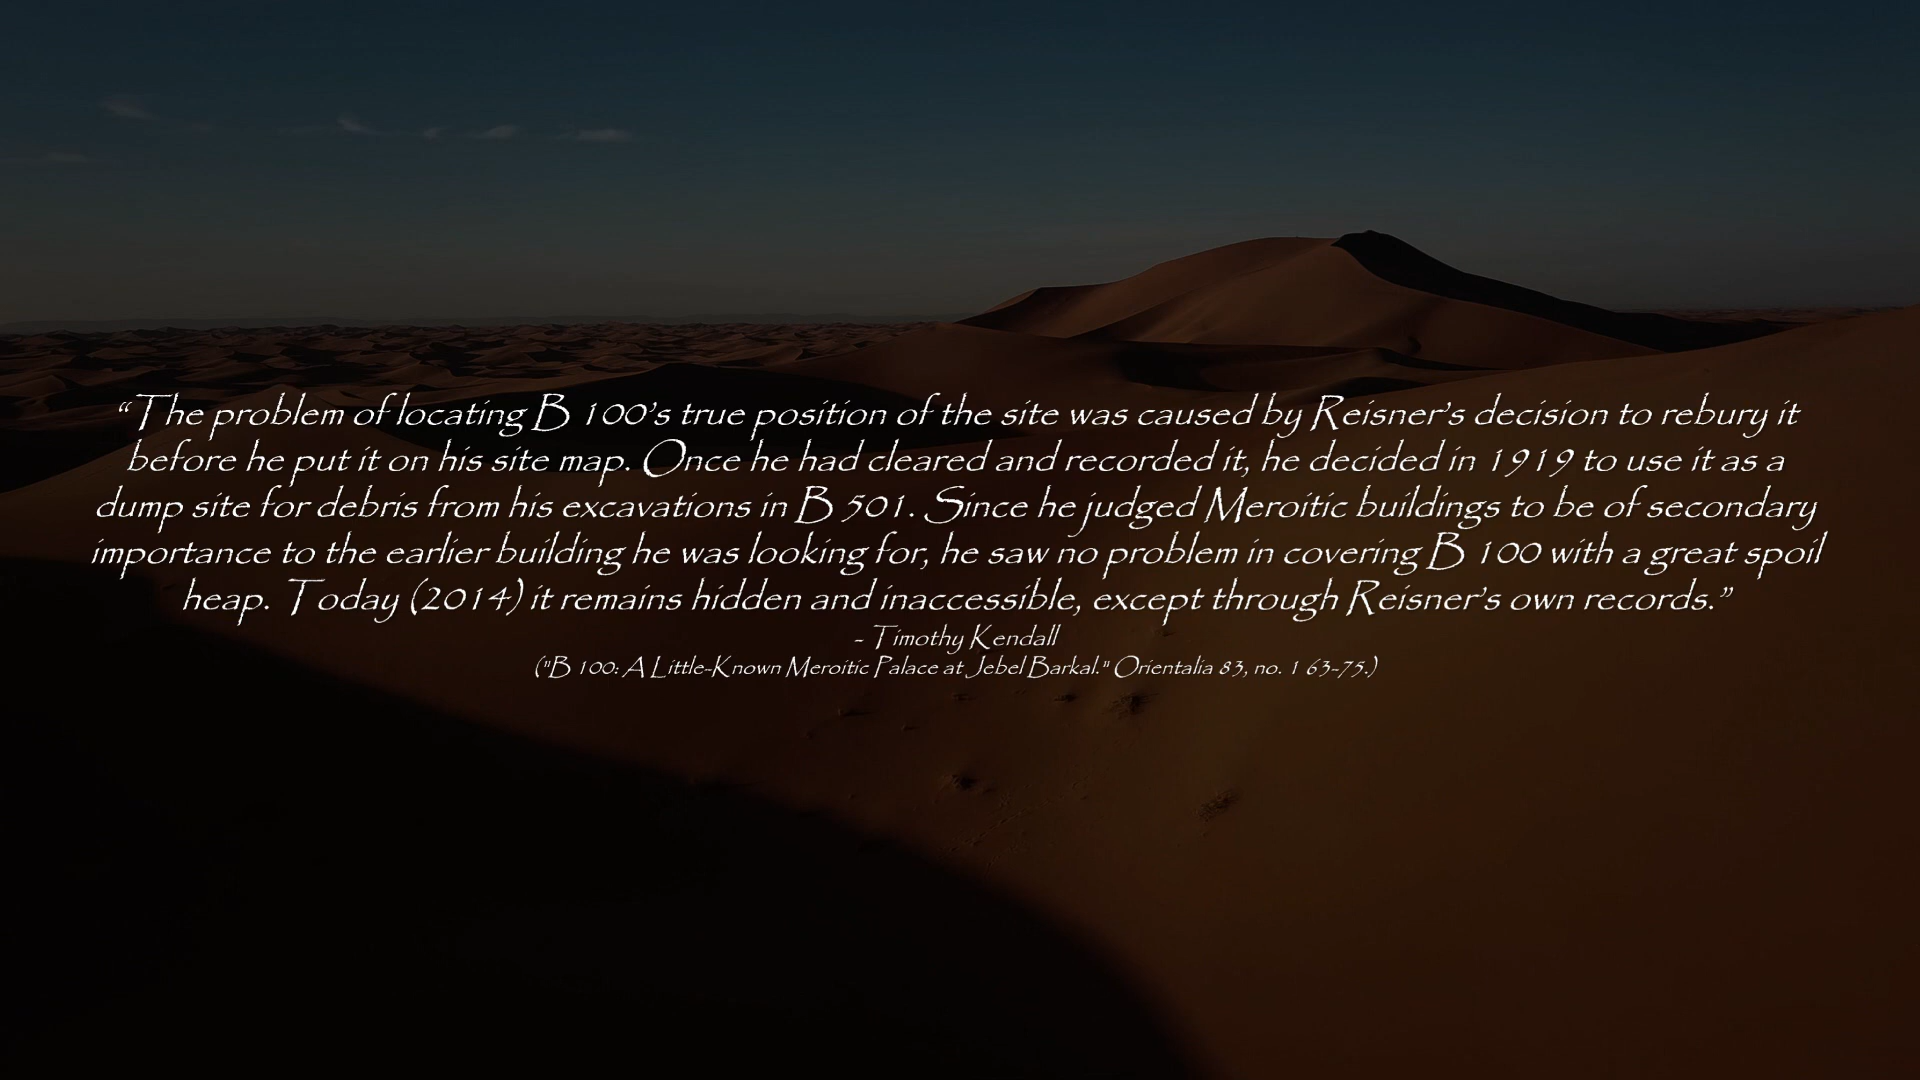 “The problem of locating B 100’s true position of the site was caused by Reisner’s decision to rebury it
before he put it on his site map. Once he had cleared and recorded it, he decided in 1919 to use it as a
dump site for debris from his excavations in B 501. Since he judged Meroitic buildings to be of secondary
importance to the earlier building he was looking for, he saw no problem in covering B 100 with a great spoil
heap. Today (2014) it remains hidden and inaccessible, except through Reisner’s own records.”
- Timothy Kendall
("B 100: A Little-Known Meroitic Palace at Jebel Barkal." Orientalia 83, no. 1 63-75.)